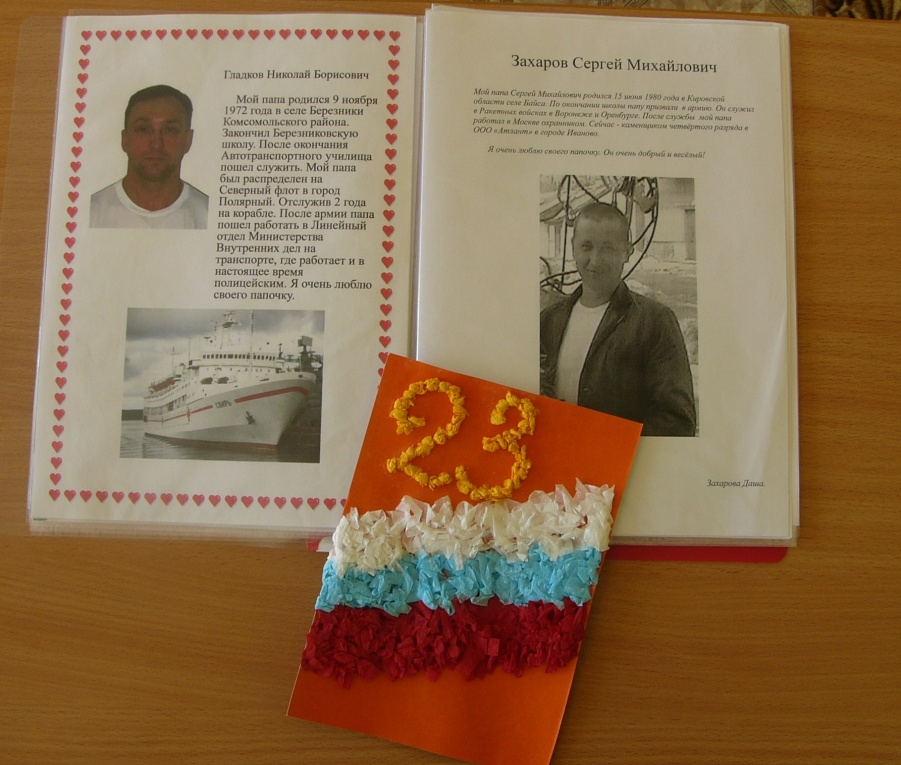 Гладков Николай Борисович
Мой папа родился 9 ноября
1972 года в селе Березники
Комсомольского района.
Закончил Березниковскую
школу. После окончания
Автотранспортного училища
пошел служить. Мой папа
был распределен на
Северный флот в город
Полярный. Отслужив 2 года
на корабле. После армии папа
пошел работать в Линейный
отдел Министерства
Внутренних дел на
транспорте, где работает и в
настоящее время
полицейским. Я очень люблю
своего папочку.
Захаров Сергей Михайлович
Мой папа Сергей Михайлович родился 15 июня 1980 года в Кировской
области селе Байса. По окончании школы папу призвали в армию. Он служил
в Ракетных войсках в Воронеже и Оренбурге. После службы мой папа
работал в Москве охранником. Сейчас - каменщиком четвёртого разряда в
ООО «Атлант» в городе Иваново.
Я очень люблю своего папочку. Он очень добрый и весёлый!
Захарова Даша.
23